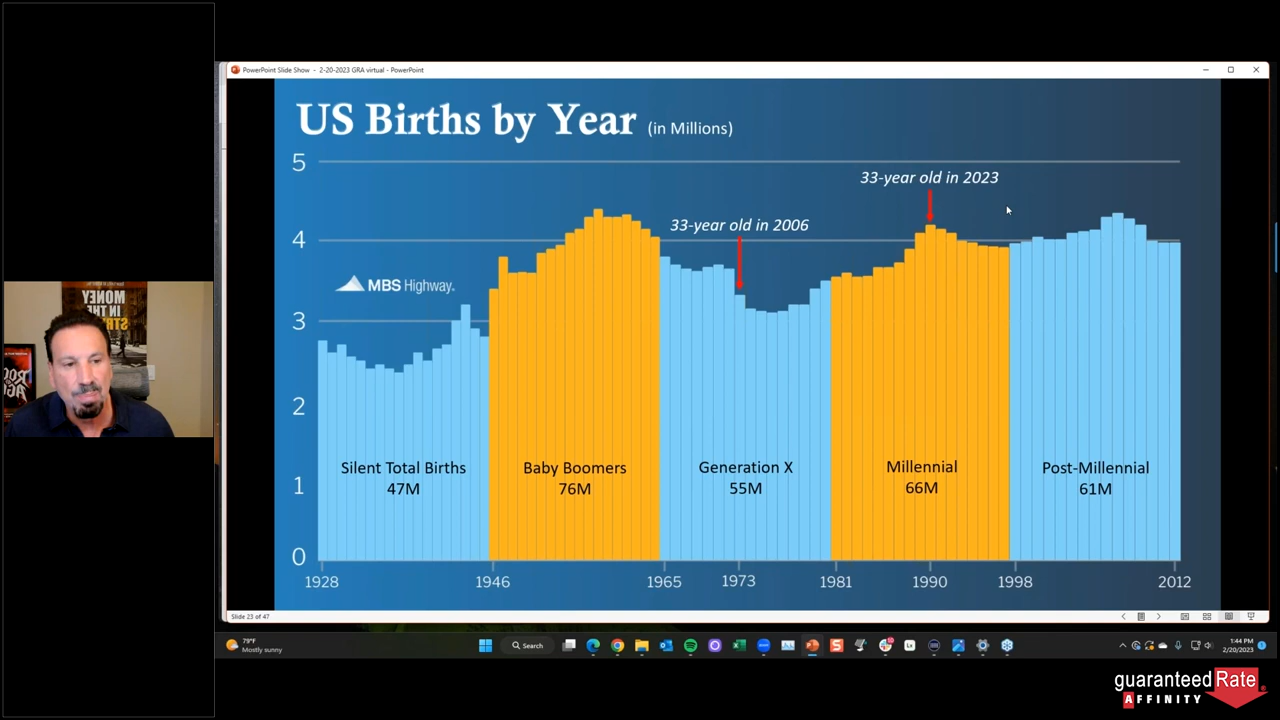 PowerPoint Slide Show - 2-20-2023 GRA virtual - PowerPoint
US Births by Year (in Millions)
5
33-year old in 2023
33-year old in 2006
4
MBS Highway.
3
2
Silent Total Births
47M
Baby Boomers
76M
Generation X
55M
Millennial
66M
Post-Millennial
61M
1
0
1928
1946
1965
1973
1981
1990
1998
2012
MONEY
IN THE
Slide 23 of 47
79°F
Mostly sunny
Search
1:44 PM
2/20/2023
guaranteed Rate
AFFINITY